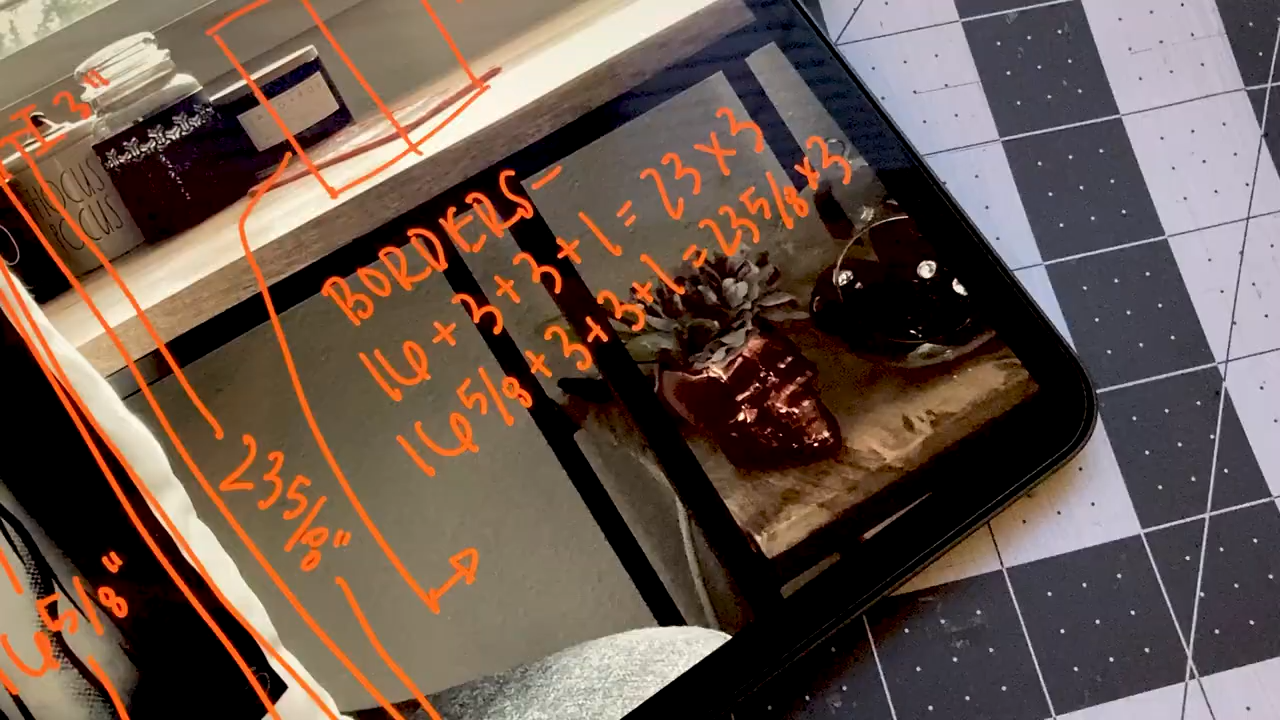 3"
HOCUS
POCUS
BORDERS-
16+3+3+1=23×3
16 5/8+3+3+1=23 5/8×3
23 5/8"
16 5/8"